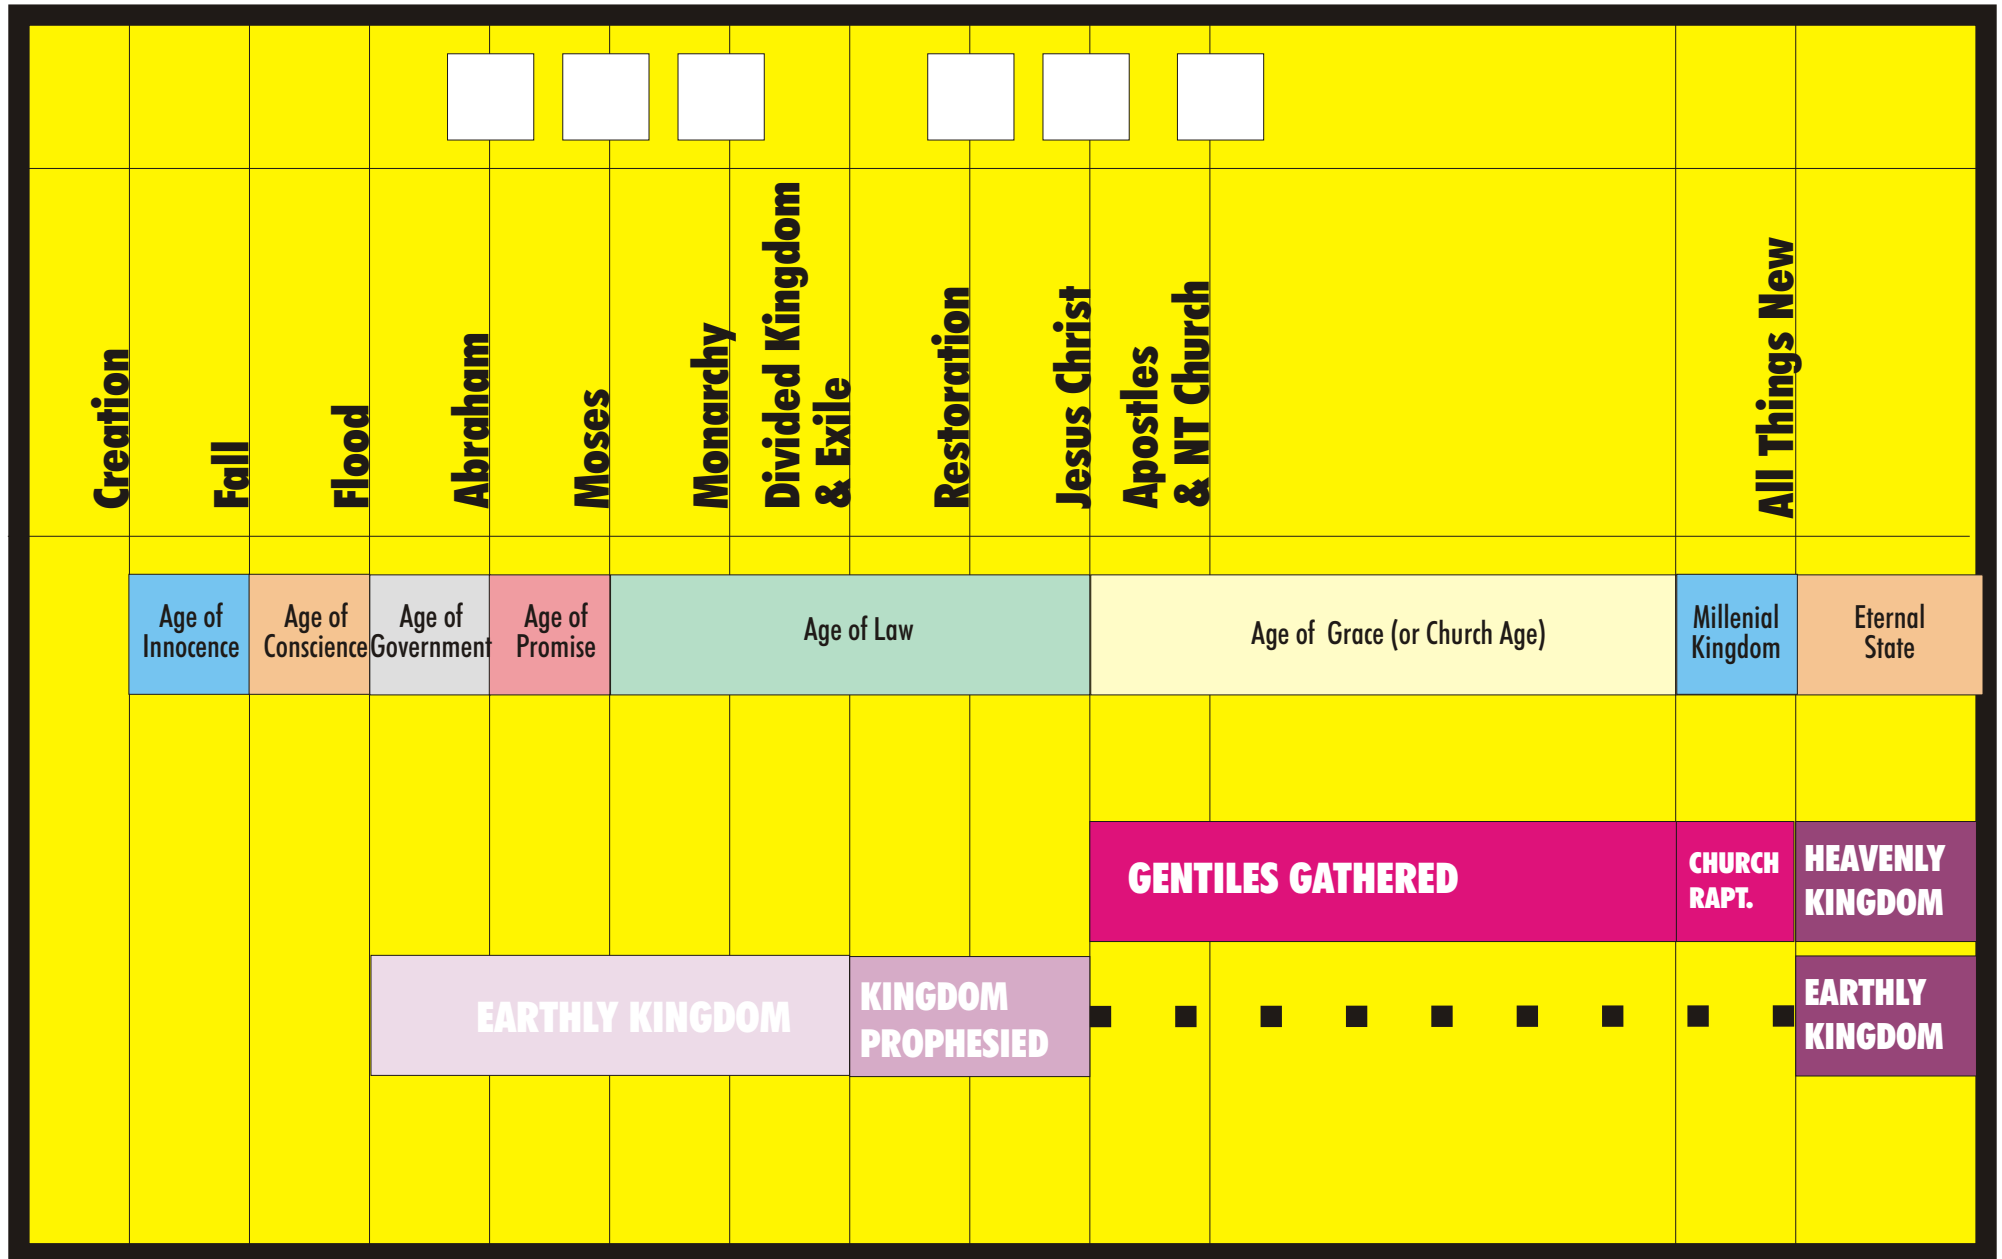 Creation
Fall
Flood
Abraham
Moses
Monarchy
Divided Kingdom
& Exile
Restoration
Jesus Christ
Apostles
& NT Church
All Things New
Age of
Innocence
Age of
Conscience
Age of
Government
Age of
Promise
Age of Law
Age of Grace (or Church Age)
Millenial
Kingdom
Eternal
State
GENTILES GATHERED
CHURCH
RAPT.
HEAVENLY
KINGDOM
EARTHLY KINGDOM
KINGDOM
PROPHESIED
EARTHLY
KINGDOM